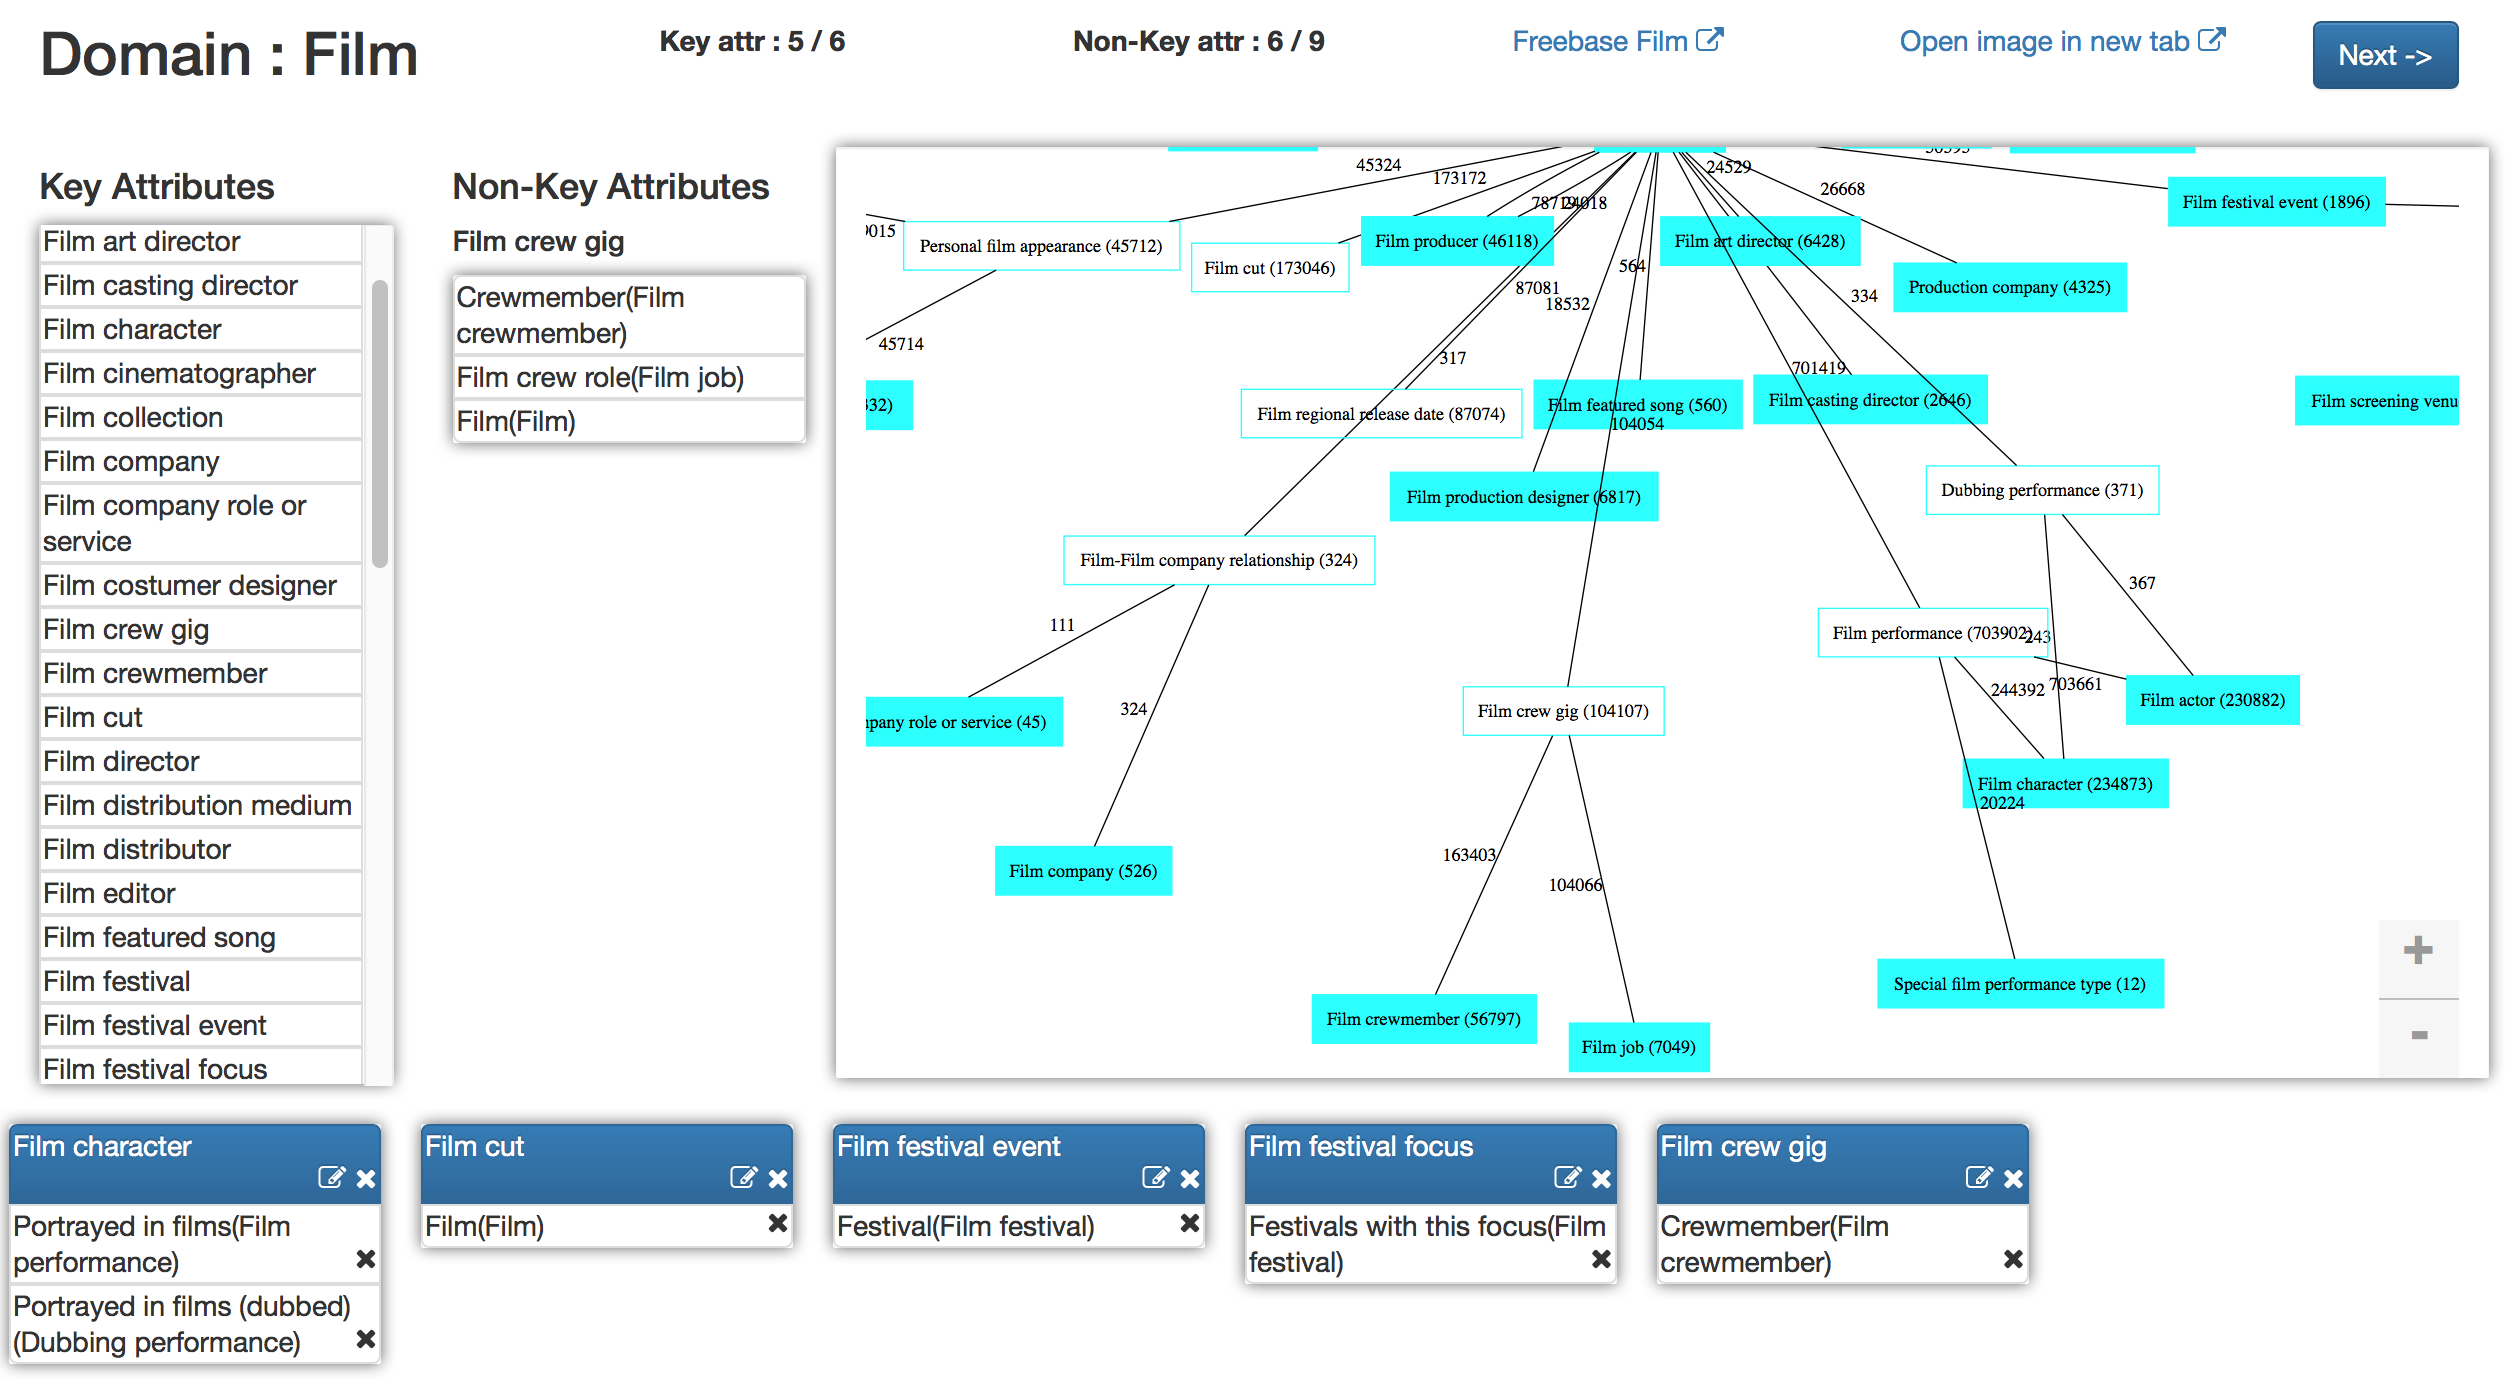 Domain : Film
Key attr : 5 / 6
Non-Key attr : 6 / 9
Freebase Film
Open image in new tab
Next ->
Key Attributes
Film art director
Film casting director
Film character
Film cinematographer
Film collection
Film company
Film company role or
service
Film costumer designer
Film crew gig
Film crewmember
Film cut
Film director
Film distribution medium
Film distributor
Film editor
Film featured song
Film festival
Film festival event
Film festival focus
Non-Key Attributes
Film crew gig
Crewmember(Film
crewmember)
Film crew role(Film job)
Film(Film)
45324
173172
24529
26668
Film festival event (1896)
78719
24018
9015
Personal film appearance (45712)
Film producer (46118)
Film art director (6428)
Film cut (173046)
564
87081
18532
Production company (4325)
334
45714
317
701419
332)
Film regional release date (87074)
Film featured song (560)
Film casting director (2646)
Film screening venu
104054
Film production designer (6817)
Dubbing performance (371)
Film-Film company relationship (324)
367
111
Film performance (703902)
243
244392
703661
Film actor (230882)
324
Film crew gig (104107)
mpany role or service (45)
Film character (234873)
20224
163403
Film company (526)
104066
Special film performance type (12)
Film crewmember (56797)
Film job (7049)
+
-
Film character
Portrayed in films(Film
performance)
Portrayed in films (dubbed)
(Dubbing performance)
Film cut
Film(Film)
Film festival event
Festival(Film festival)
Film festival focus
Festivals with this focus(Film
festival)
Film crew gig
Crewmember(Film
crewmember)